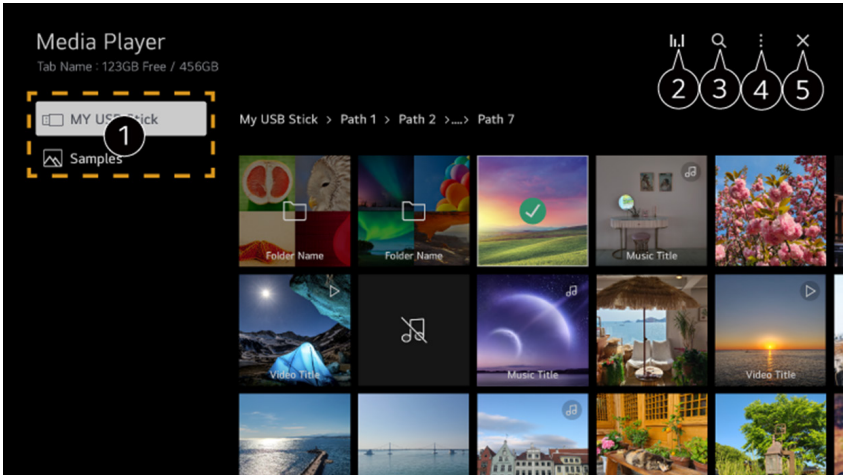 Media Player
Tab Name : 123GB Free / 456GB
2 3 4 5
MY USB Stick
1
My USB Stick > Path 1 > Path 2 >....> Path 7
Samples
Folder Name Folder Name Music Title
Video Title Music Title Video Title